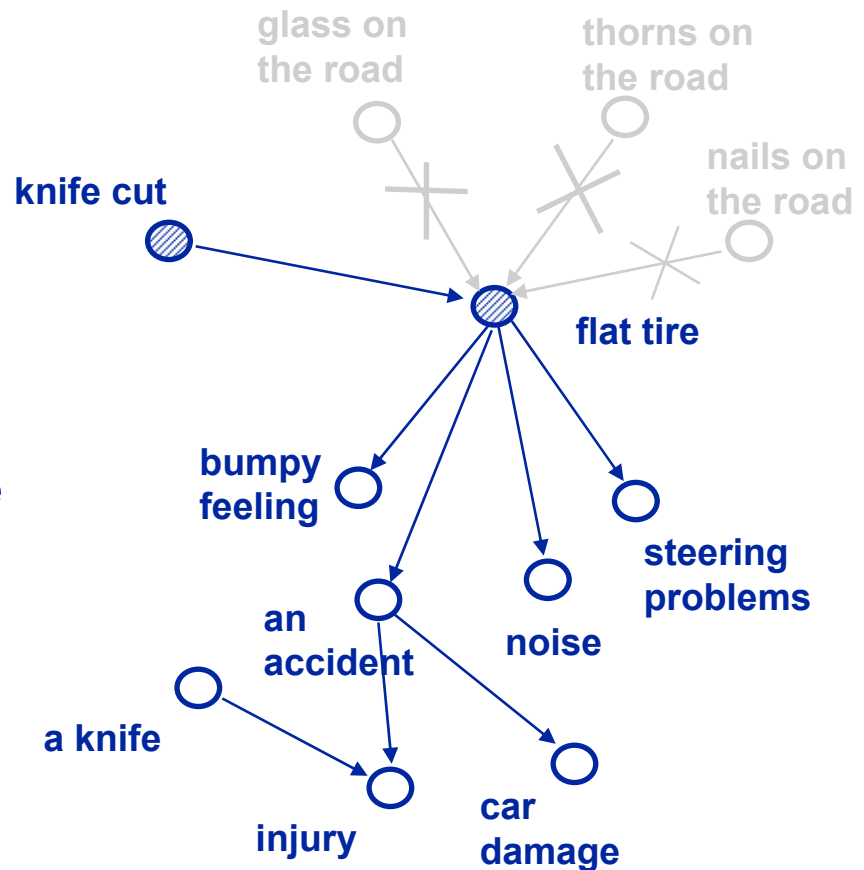 glass on
the road
thorns on
the road
nails on
the road
knife cut
flat tire
bumpy
feeling
steering
problems
an
accident
noise
a knife
injury
car
damage